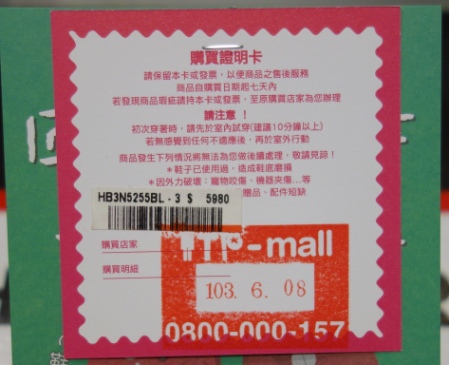 購買證明卡
請保留本卡或發票，以便商品之售後服務
商品自購買日期起七天內
若發現商品瑕疵請持本卡或發票，至原購買店家為您辦理
請注意！
初次穿著時，請先於室內試穿(建議10分鐘以上)
若無感覺到任何不適應後，再於室外行動
商品發生下列情況將無法為您做後續處理，敬請見諒！
＊鞋子已使用過，造成鞋底磨損
＊因外力破壞：寵物咬傷、機器夾傷...等
贈品、配件短缺
HB3N5255BL - 3 $ 5980
購買店家
購買明細
-mall
103. 6. 08
0800-000-157